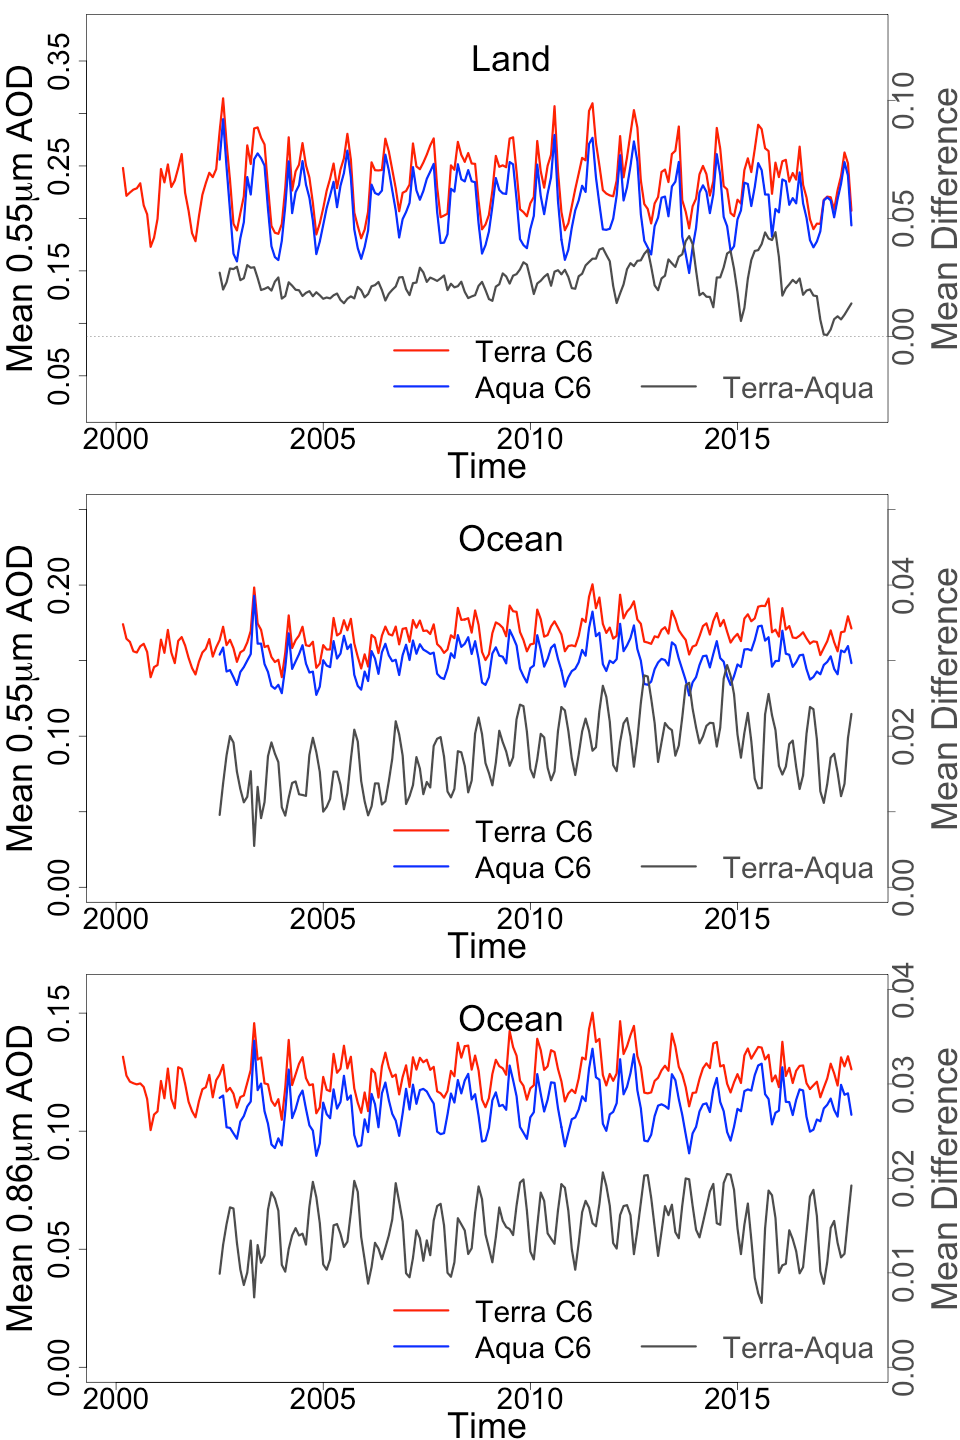 Land
Mean 0.55μm AOD
0.05 0.15 0.25 0.35
Mean Difference
0.00 0.05 0.10
Terra C6
Aqua C6 Terra-Aqua
2000 2005 2010 2015
Time
Ocean
Mean 0.55μm AOD
0.00 0.10 0.20
Mean Difference
0.00 0.02 0.04
Terra C6
Aqua C6 Terra-Aqua
2000 2005 2010 2015
Time
Ocean
Mean 0.86μm AOD
0.00 0.05 0.10 0.15
Mean Difference
0.00 0.01 0.02 0.03 0.04
Terra C6
Aqua C6 Terra-Aqua
2000 2005 2010 2015
Time